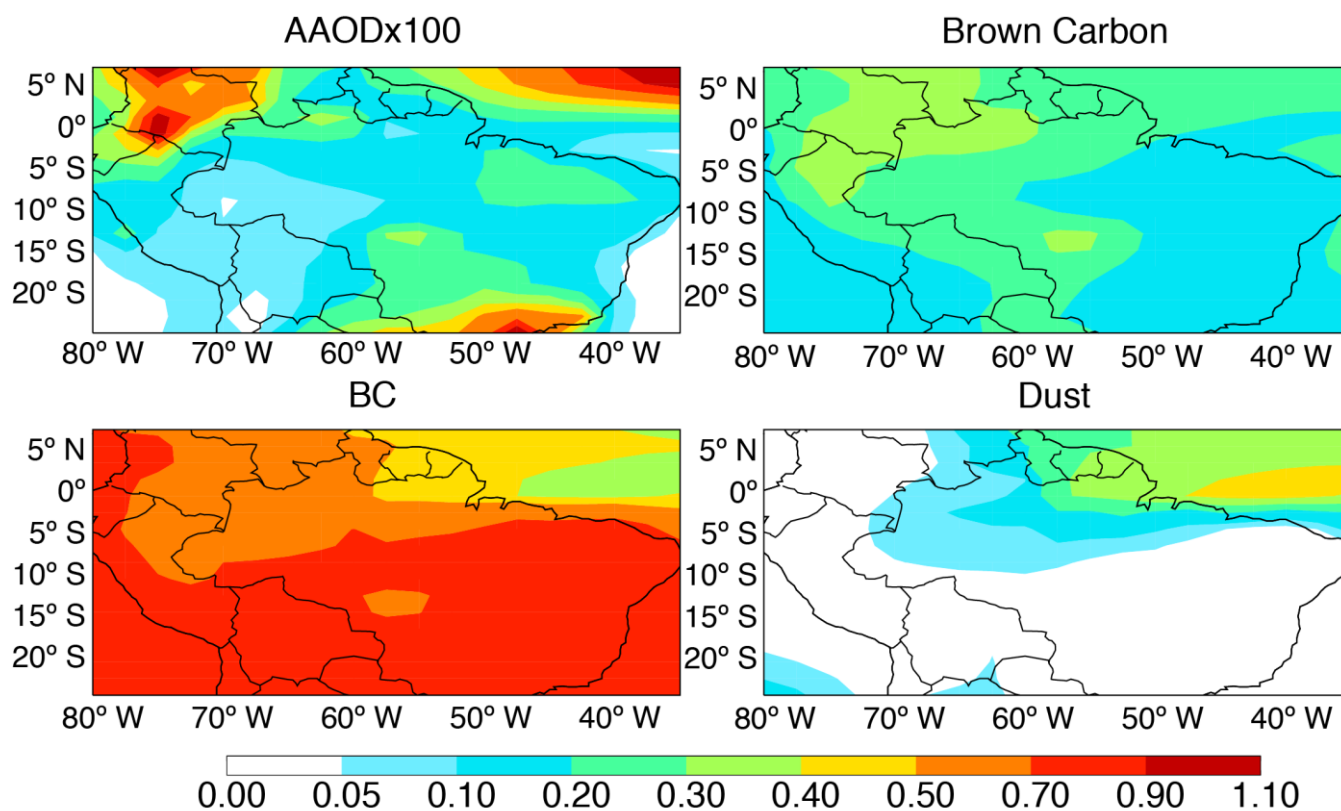 AAODx100
Brown Carbon
5º N
0º
5º S
10º S
15º S
20º S
80º W 70º W 60º W 50º W 40º W
5º N
0º
5º S
10º S
15º S
20º S
80º W 70º W 60º W 50º W 40º W
BC
Dust
5º N
0º
5º S
10º S
15º S
20º S
80º W 70º W 60º W 50º W 40º W
5º N
0º
5º S
10º S
15º S
20º S
80º W 70º W 60º W 50º W 40º W
0.00 0.05 0.10 0.20 0.30 0.40 0.50 0.70 0.90 1.10